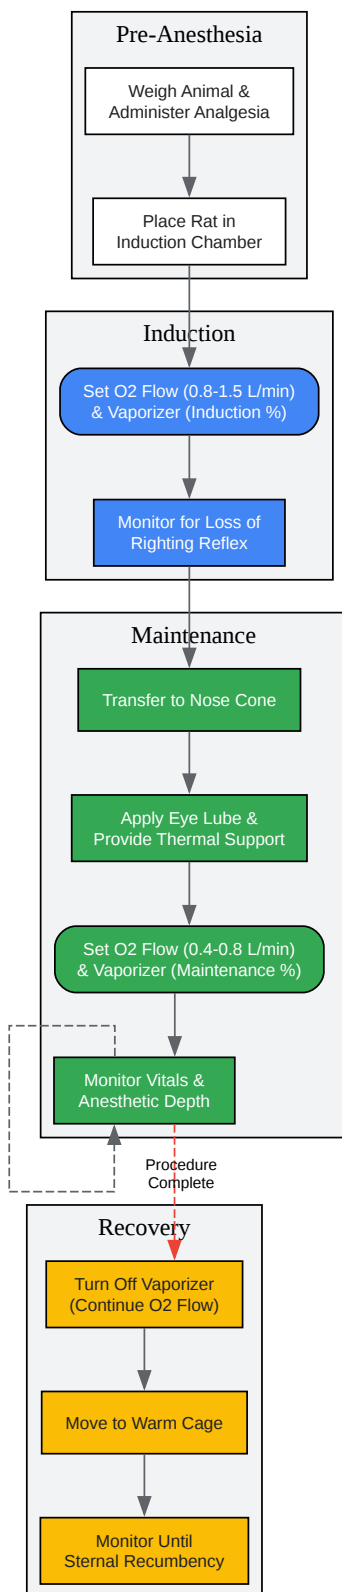 Pre-Anesthesia
Weigh Animal &
Administer Analgesia
Place Rat in
Induction Chamber
Induction
Set O2 Flow (0.8-1.5 L/min)
& Vaporizer (Induction %)
Monitor for Loss of
Righting Reflex
Maintenance
Transfer to Nose Cone
Apply Eye Lube &
Provide Thermal Support
Set O2 Flow (0.4-0.8 L/min)
& Vaporizer (Maintenance %)
Monitor Vitals &
Anesthetic Depth
Procedure
Complete
Recovery
Turn Off Vaporizer
(Continue O2 Flow)
Move to Warm Cage
Monitor Until
Sternal Recumbency